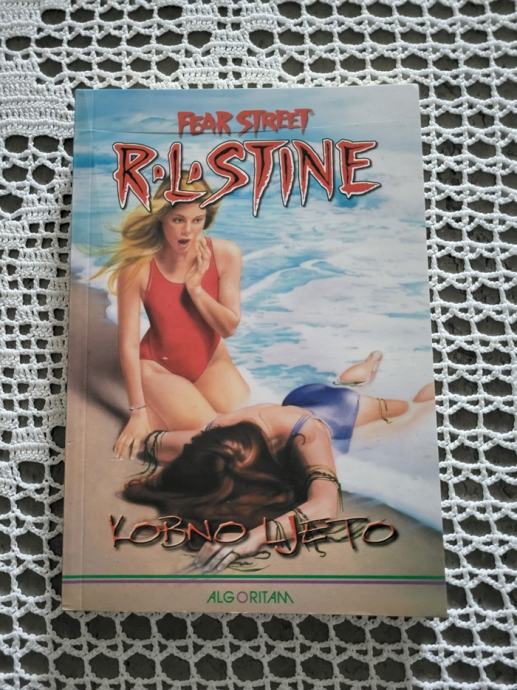 FEAR STREET
R.L.STINE
KOBNO LJETO
ALGORITAM